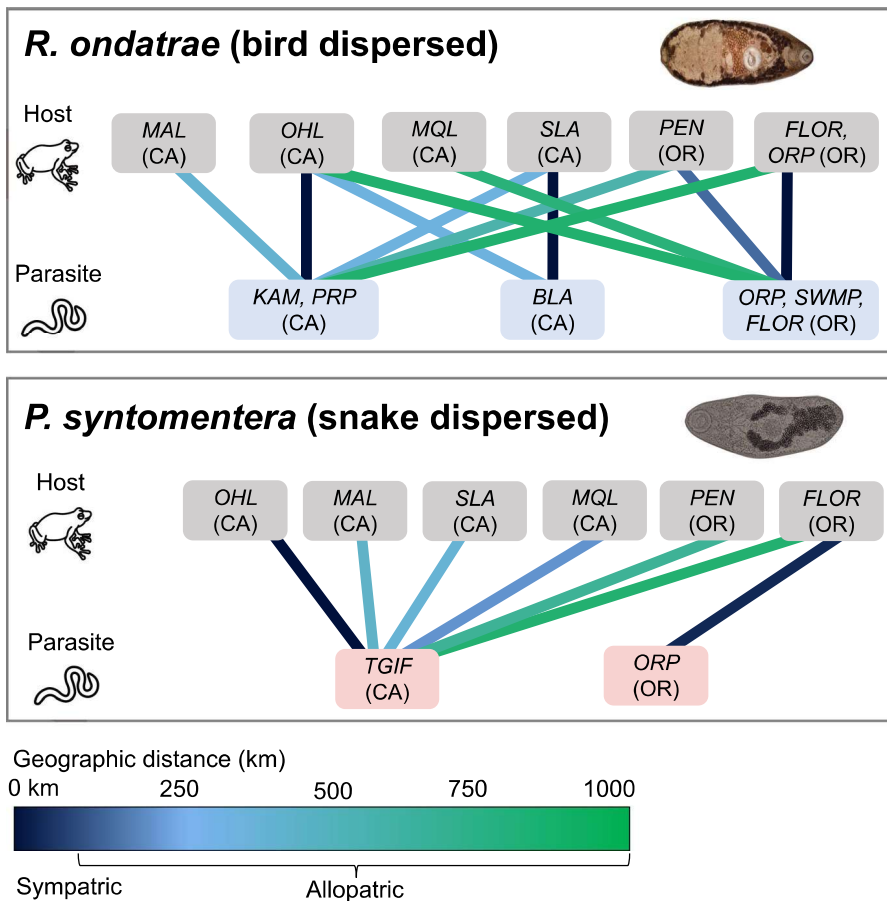 R. ondatrae (bird dispersed)
Host
MAL
(CA)
OHL
(CA)
MQL
(CA)
SLA
(CA)
PEN
(OR)
FLOR,
ORP (OR)
Parasite
KAM, PRP
(CA)
BLA
(CA)
ORP, SWMP,
FLOR (OR)
P. syntomentera (snake dispersed)
Host
OHL
(CA)
MAL
(CA)
SLA
(CA)
MQL
(CA)
PEN
(OR)
FLOR
(OR)
Parasite
TGIF
(CA)
ORP
(OR)
Geographic distance (km)
0 km 250 500 750 1000
Sympatric Allopatric